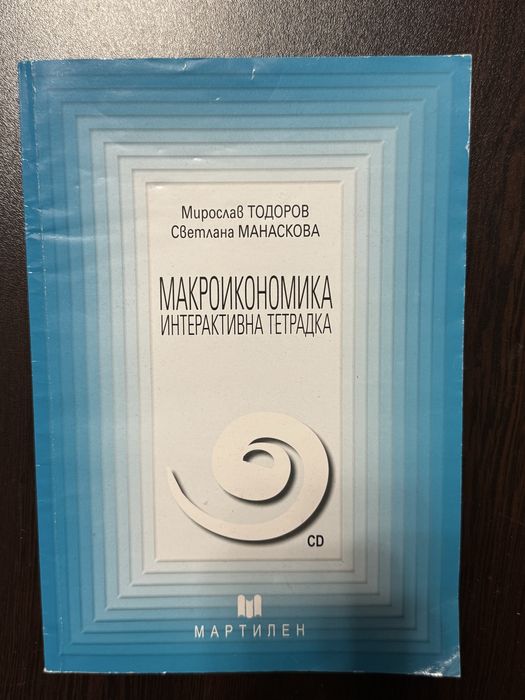 Мирослав ТОДОРОВ
Светлана МАНАСКОВА
МАКРОИКОНОМИКА
ИНТЕРАКТИВНА ТЕТРАДКА
CD
МАРТИЛЕН